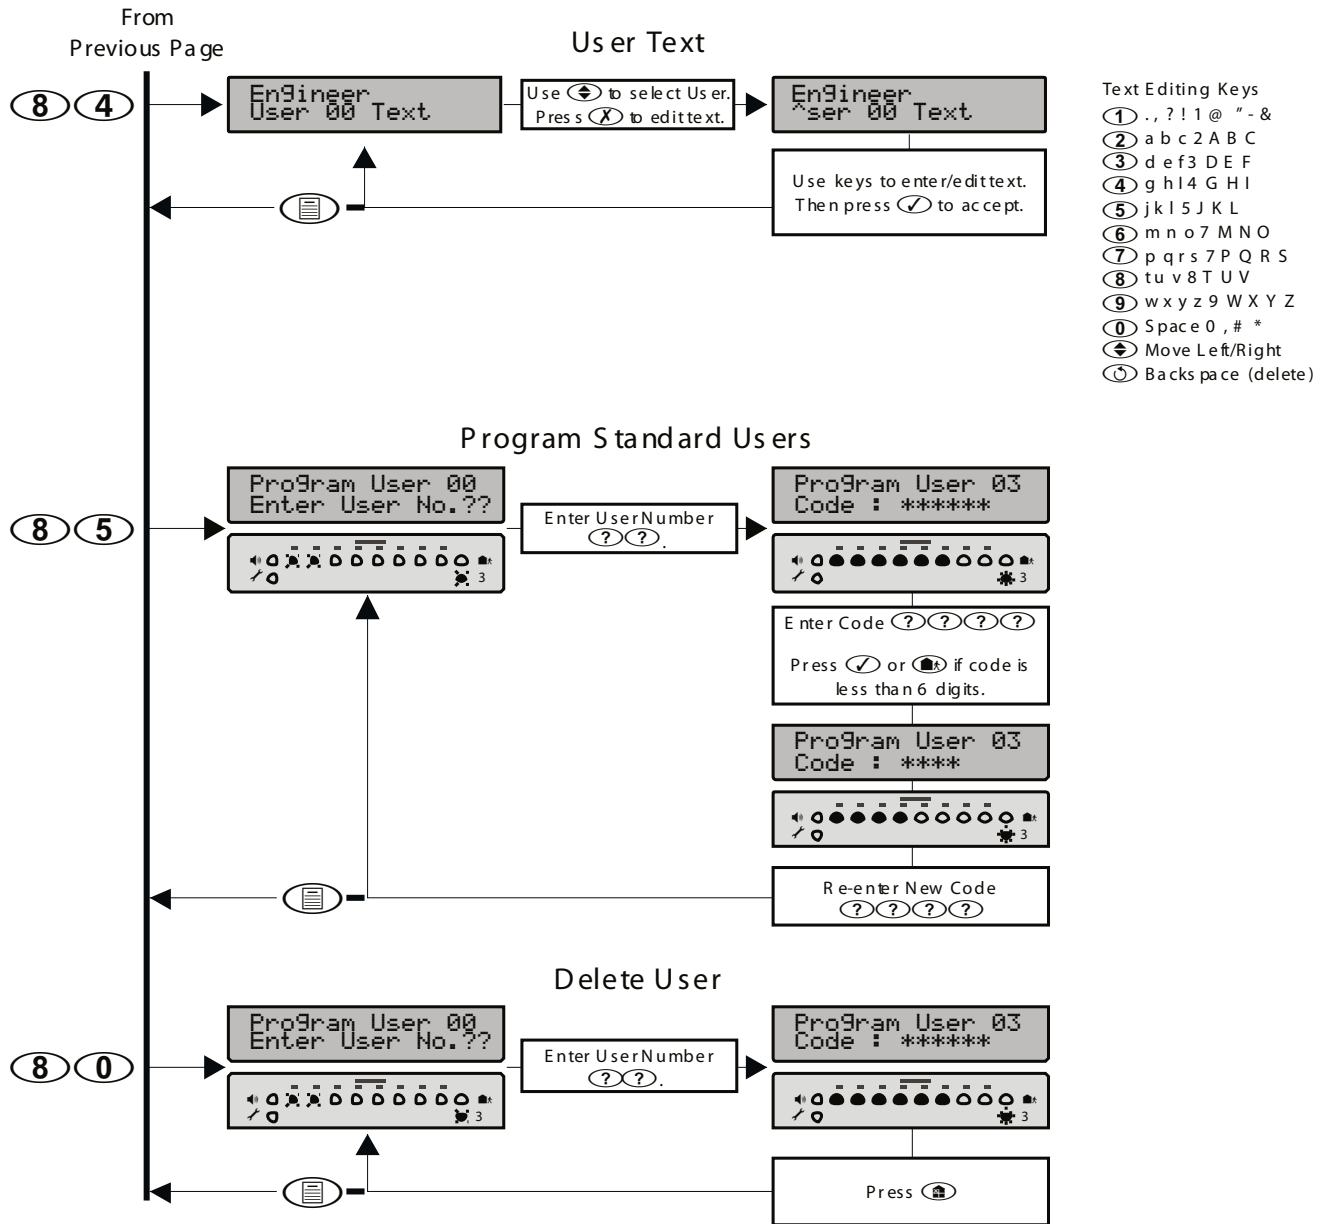 From
Previous Page
User Text
8 4
Engineer
User 00 Text
Use to select User.
Press X to edit text.
Engineer
^ser 00 Text
Use keys to enter/edit text.
Then press ✓ to accept.
Text Editing Keys
1 . , ? ! 1 @ " - &
2 a b c 2 A B C
3 d e f 3 D E F
4 g h I 4 G H I
5 j k l 5 J K L
6 m n o 7 M N O
7 p q r s 7 P Q R S
8 t u v 8 T U V
9 w x y z 9 W X Y Z
0 Space 0 , # *
Move Left/Right
Backspace (delete)
Program Standard Users
8 5
Program User 00
Enter User No.??
3
Enter User Number
? ? .
Program User 03
Code : ******
3
Enter Code ? ? ? ?
Press ✓ or if code is
less than 6 digits.
Program User 03
Code : ****
3
Re-enter New Code
? ? ? ?
Delete User
8 0
Program User 00
Enter User No.??
3
Enter User Number
? ? .
Program User 03
Code : ******
3
Press